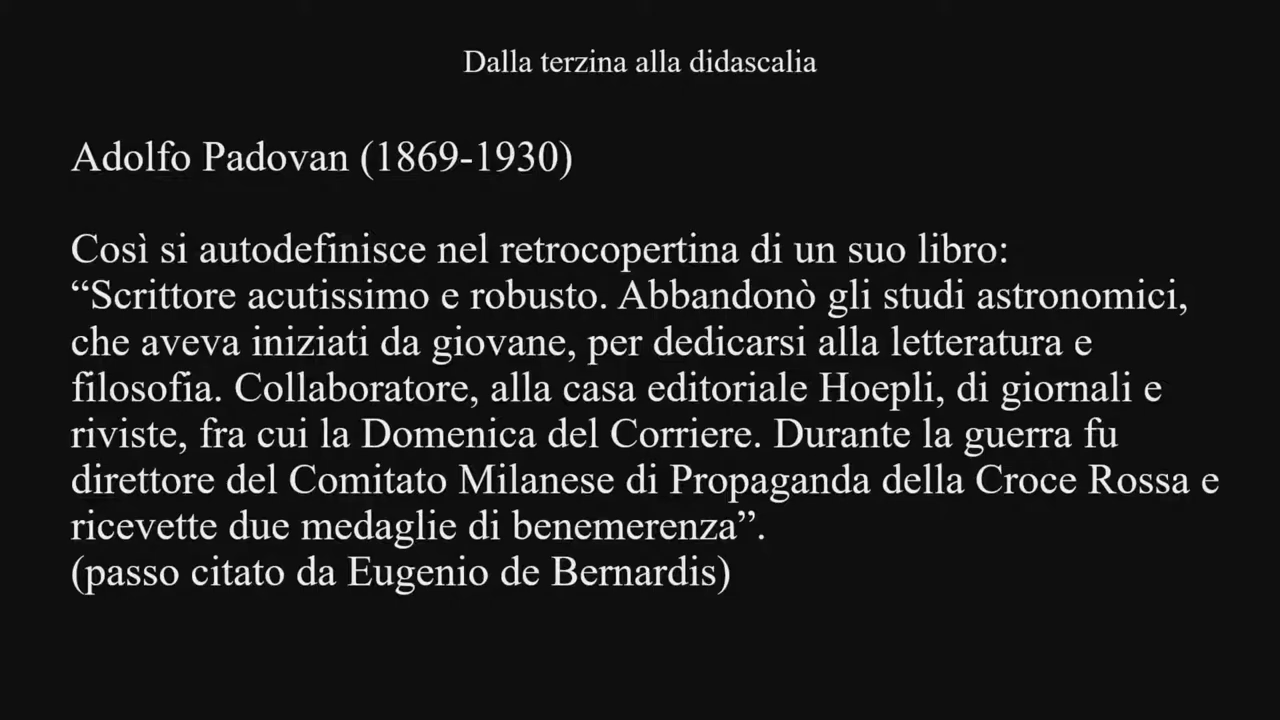 Dalla terzina alla didascalia
Adolfo Padovan (1869-1930)
Così si autodefinisce nel retrocopertina di un suo libro:
“Scrittore acutissimo e robusto. Abbandonò gli studi astronomici,
che aveva iniziati da giovane, per dedicarsi alla letteratura e
filosofia. Collaboratore, alla casa editoriale Hoepli, di giornali e
riviste, fra cui la Domenica del Corriere. Durante la guerra fu
direttore del Comitato Milanese di Propaganda della Croce Rossa e
ricevette due medaglie di benemerenza”.
(passo citato da Eugenio de Bernardis)